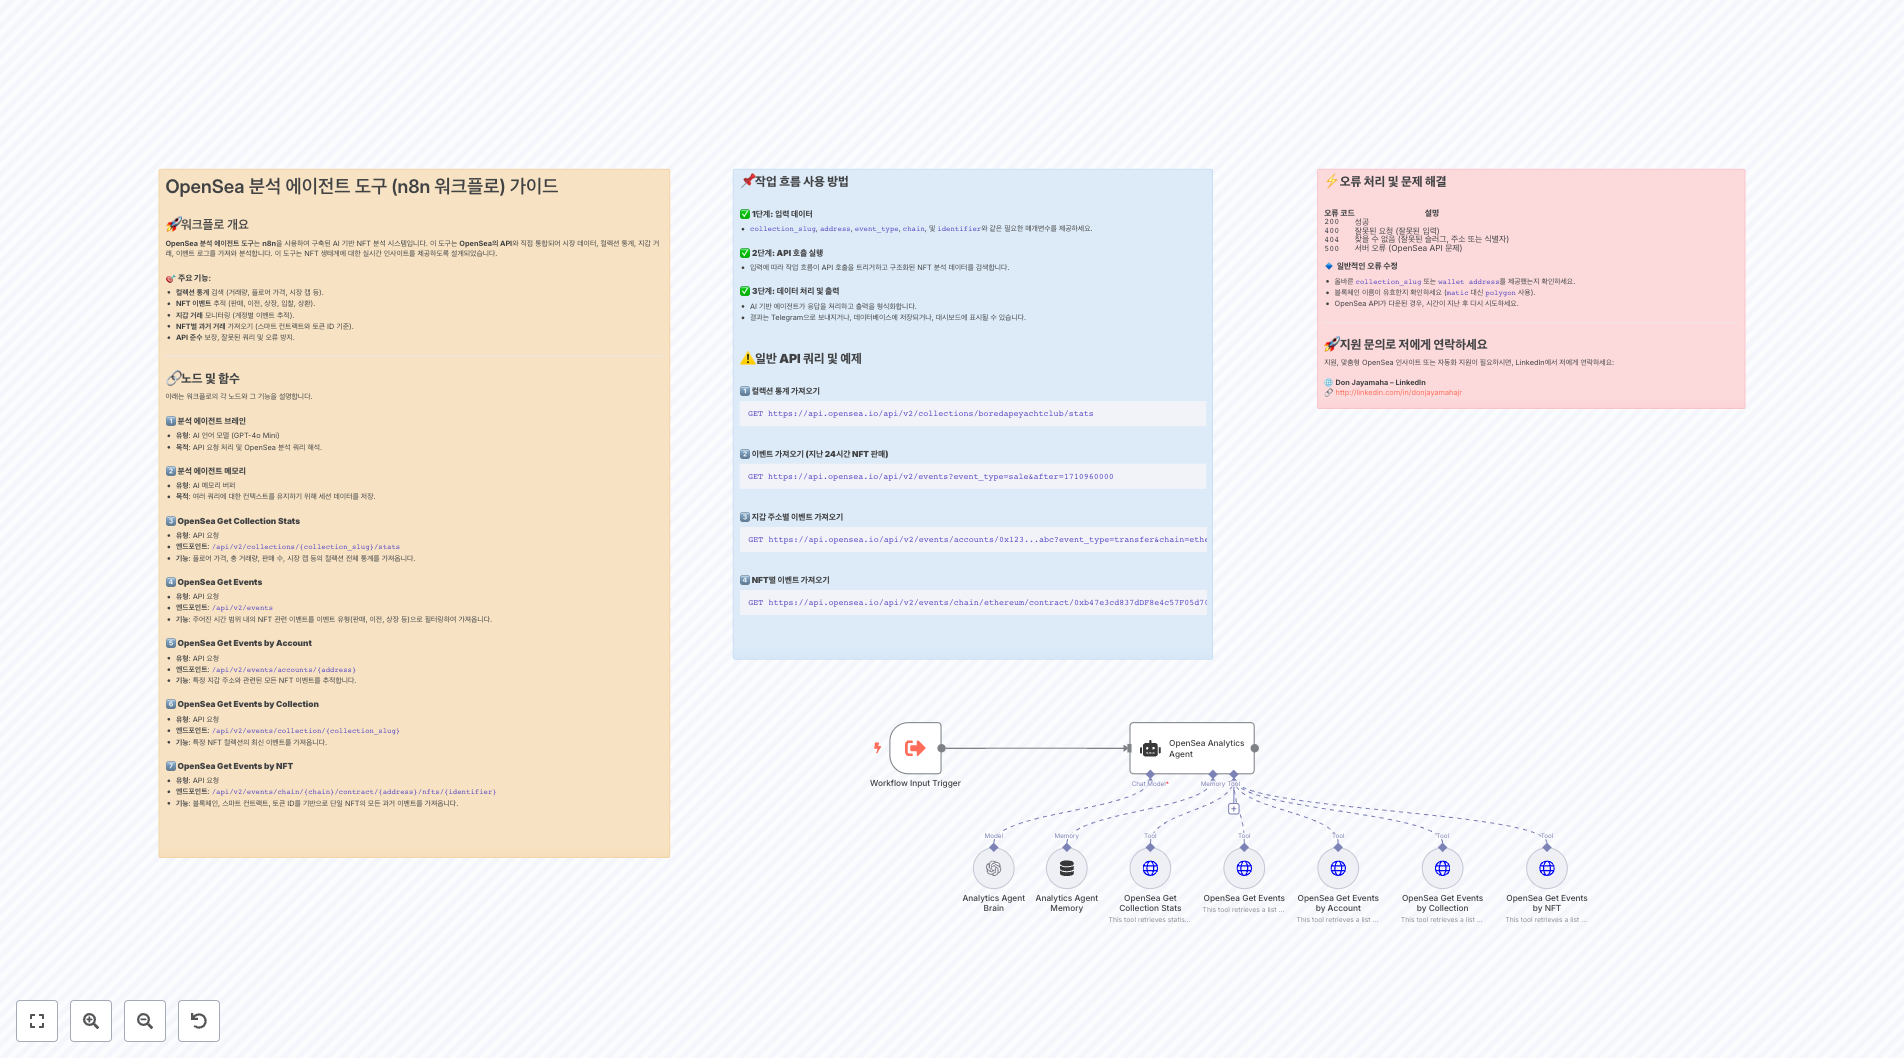 OpenSea 분석 에이전트 도구 (n8n 워크플로) 가이드
🚀워크플로 개요
OpenSea 분석 에이전트 도구는 n8n을 사용하여 구축된 AI 기반 NFT 분석 시스템입니다. 이 도구는 OpenSea의 API와 직접 통합되어 시장 데이터, 컬렉션 통계, 지갑 거
래, 이벤트 로그를 가져와 분석합니다. 이 도구는 NFT 생태계에 대한 실시간 인사이트를 제공하도록 설계되었습니다.
🎯 주요 기능:
• 컬렉션 통계 검색 (거래량, 플로어 가격, 시장 캡 등).
• NFT 이벤트 추적 (판매, 이전, 상장, 입찰, 상환).
• 지갑 거래 모니터링 (계정별 이벤트 추적).
• NFT별 과거 거래 가져오기 (스마트 컨트랙트와 토큰 ID 기준).
• API 준수 보장, 잘못된 쿼리 및 오류 방지.
🔗노드 및 함수
아래는 워크플로의 각 노드와 그 기능을 설명합니다.
1️⃣ 분석 에이전트 브레인
• 유형: AI 언어 모델 (GPT-4o Mini)
• 목적: API 요청 처리 및 OpenSea 분석 쿼리 해석.
2️⃣ 분석 에이전트 메모리
• 유형: AI 메모리 버퍼
• 목적: 여러 쿼리에 대한 컨텍스트를 유지하기 위해 세션 데이터를 저장.
3️⃣ OpenSea Get Collection Stats
• 유형: API 요청
• 엔드포인트: /api/v2/collections/{collection_slug}/stats
• 기능: 플로어 가격, 총 거래량, 판매 수, 시장 캡 등의 컬렉션 전체 통계를 가져옵니다.
4️⃣ OpenSea Get Events
• 유형: API 요청
• 엔드포인트: /api/v2/events
• 기능: 주어진 시간 범위 내의 NFT 관련 이벤트를 이벤트 유형(판매, 이전, 상장 등)으로 필터링하여 가져옵니다.
5️⃣ OpenSea Get Events by Account
• 유형: API 요청
• 엔드포인트: /api/v2/events/accounts/{address}
• 기능: 특정 지갑 주소와 관련된 모든 NFT 이벤트를 추적합니다.
6️⃣ OpenSea Get Events by Collection
• 유형: API 요청
• 엔드포인트: /api/v2/events/collection/{collection_slug}
• 기능: 특정 NFT 컬렉션의 최신 이벤트를 가져옵니다.
7️⃣ OpenSea Get Events by NFT
• 유형: API 요청
• 엔드포인트: /api/v2/events/chain/{chain}/contract/{address}/nfts/{identifier}
• 기능: 블록체인, 스마트 컨트랙트, 토큰 ID를 기반으로 단일 NFT의 모든 과거 이벤트를 가져옵니다.
📌작업 흐름 사용 방법
✅ 1단계: 입력 데이터
• collection_slug, address, event_type, chain, 및 identifier와 같은 필요한 매개변수를 제공하세요.
✅ 2단계: API 호출 실행
• 입력에 따라 작업 흐름이 API 호출을 트리거하고 구조화된 NFT 분석 데이터를 검색합니다.
✅ 3단계: 데이터 처리 및 출력
• AI 기반 에이전트가 응답을 처리하고 출력을 형식화합니다.
• 결과는 Telegram으로 보내지거나, 데이터베이스에 저장되거나, 대시보드에 표시될 수 있습니다.
⚠️일반 API 쿼리 및 예제
1️⃣ 컬렉션 통계 가져오기
GET https://api.opensea.io/api/v2/collections/boredapeyachtclub/stats
2️⃣ 이벤트 가져오기 (지난 24시간 NFT 판매)
GET https://api.opensea.io/api/v2/events?event_type=sale&after=1710960000
3️⃣ 지갑 주소별 이벤트 가져오기
GET https://api.opensea.io/api/v2/events/accounts/0x123...abc?event_type=transfer&chain=ethe
4️⃣ NFT별 이벤트 가져오기
GET https://api.opensea.io/api/v2/events/chain/ethereum/contract/0xb47e3cd837dDF8e4c57F05d70
⚡오류 처리 및 문제 해결
오류 코드 설명
200 성공
400 잘못된 요청 (잘못된 입력)
404 찾을 수 없음 (잘못된 슬러그, 주소 또는 식별자)
500 서버 오류 (OpenSea API 문제)
🔹 일반적인 오류 수정
• 올바른 collection_slug 또는 wallet address를 제공했는지 확인하세요.
• 블록체인 이름이 유효한지 확인하세요 (matic 대신 polygon 사용).
• OpenSea API가 다운된 경우, 시간이 지난 후 다시 시도하세요.
🚀지원 문의로 저에게 연락하세요
지원, 맞춤형 OpenSea 인사이트 또는 자동화 지원이 필요하시면, LinkedIn에서 저에게 연락하세요:
🌐 Don Jayamaha – LinkedIn
🔗 http://linkedin.com/in/donjayamahajr
Workflow Input Trigger
OpenSea Analytics
Agent
Chat Model*
Memory
Tool
Model
Memory
Tool
Tool
Tool
Tool
Tool
Analytics Agent
Brain
Analytics Agent
Memory
OpenSea Get
Collection Stats
This tool retrieves statis...
OpenSea Get Events
This tool retrieves a list ...
OpenSea Get Events
by Account
This tool retrieves a list ...
OpenSea Get Events
by Collection
This tool retrieves a list ...
OpenSea Get Events
by NFT
This tool retrieves a list ...